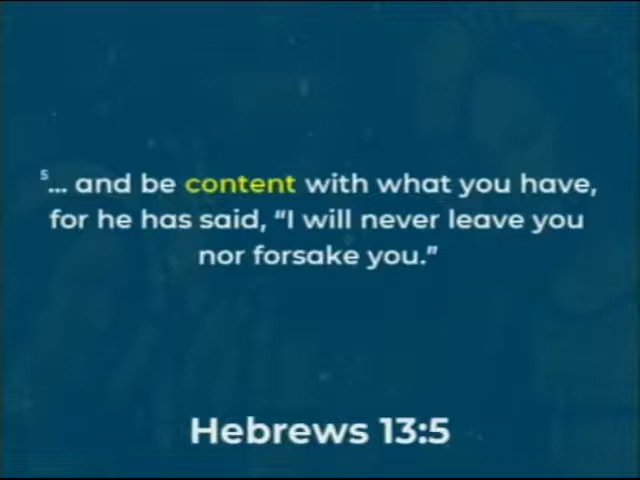 ⁵... and be content with what you have,
for he has said, “I will never leave you
nor forsake you.”
Hebrews 13:5